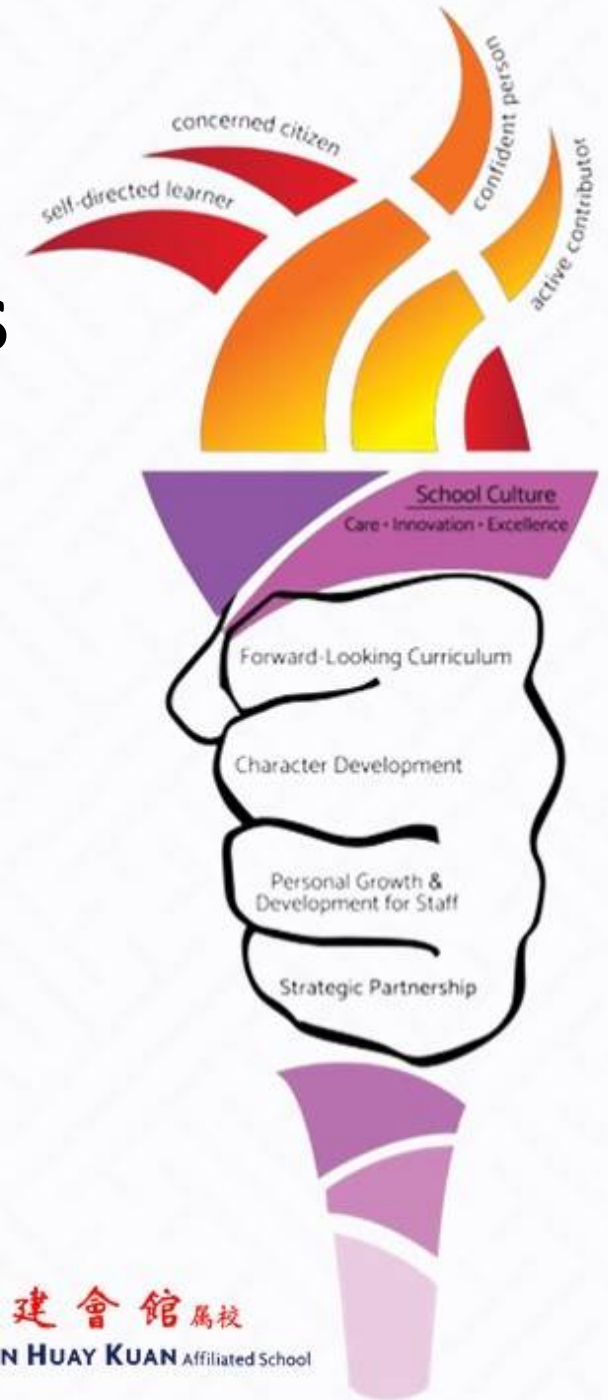 concerned citizen
confident person
self-directed learner
active contributor
s
School Culture
Care • Innovation • Excellence
Forward-Looking Curriculum
Character Development
Personal Growth &
Development for Staff
Strategic Partnership
建 會 館 属校
N HUAY KUAN Affiliated School